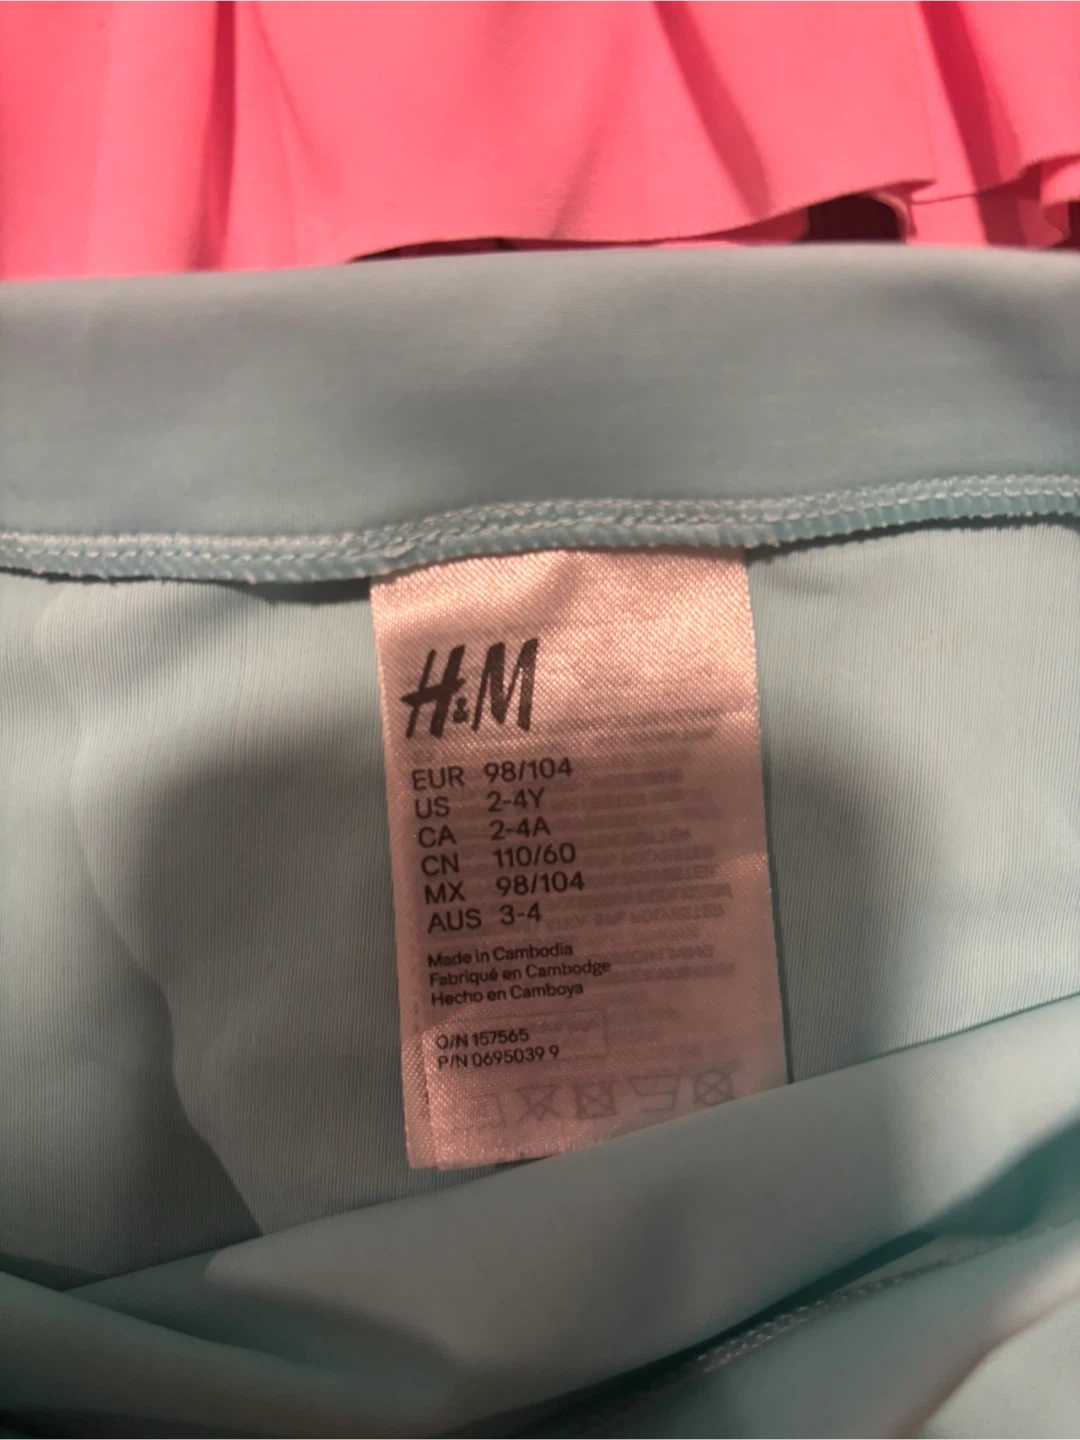 H&M
EUR 98/104
US 2-4Y
CA 2-4A
CN 110/60
MX 98/104
AUS 3-4
Made in Cambodia
Fabriqué en Cambodge
Hecho en Camboya
O/N 157565
P/N 0695039 9